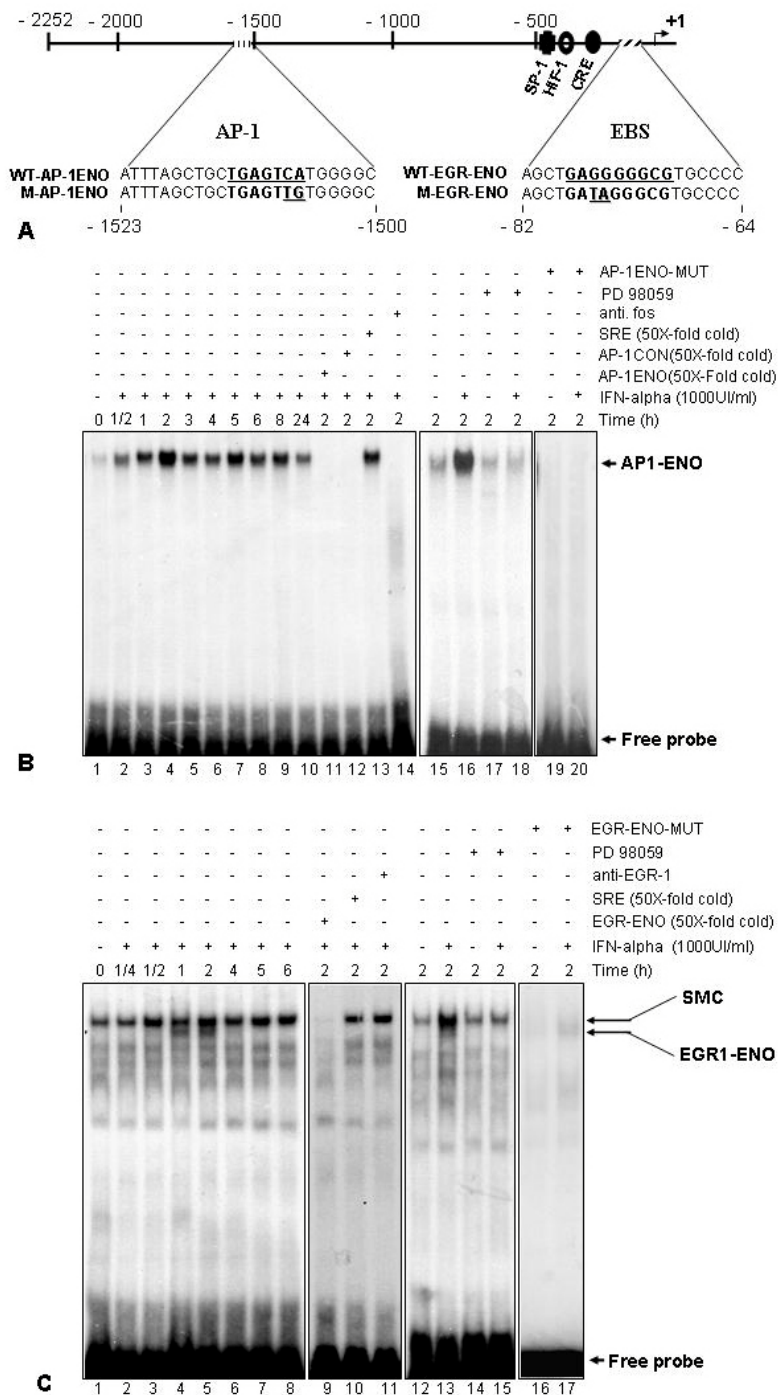 - 2252 - 2000 - 1500 - 1000 - 500 +1
SP-1 HIF-1 CRE
AP-1 EBS
WT-AP-1ENO ATTTAGCTGCTGAGTCATGGGGC WT-EGR-ENO AGCTGAGGGGGCGTGCCCC
M-AP-1ENO ATTTAGCTGCTGAGTTGTGGGGC M-EGR-ENO AGCTGATAGGGCGTGCCCC
- 1523 -1500 - 82 - 64
A
- - - - - - - - - - - - - - - - - - + + AP-1ENO-MUT
- - - - - - - - - - - - - - - - + + - - PD 98059
- - - - - - - - - - - - - + - - - - - - anti. fos
- - - - - - - - - - - - + - - - - - - - SRE (50X-fold cold)
- - - - - - - - - - - + - - - - - - - - AP-1CON(50X-fold cold)
- - - - - - - - - - + - - - - - - - - - AP-1ENO(50X-Fold cold)
- + + + + + + + + + + + + + - + - + - + IFN-alpha (1000UI/ml)
0 1/2 1 2 3 4 5 6 8 24 2 2 2 2 2 2 2 2 2 2 Time (h)
AP1-ENO
Free probe
B
1 2 3 4 5 6 7 8 9 10 11 12 13 14 15 16 17 18 19 20
- - - - - - - - - - - - - - - + + EGR-ENO-MUT
- - - - - - - - - - - - - + + - - PD 98059
- - - - - - - - - - + - - - - - - anti-EGR-1
- - - - - - - - - + - - - - - - - SRE (50X-fold cold)
- - - - - - - - + - - - - - - - - EGR-ENO (50X-fold cold)
- + + + + + + + + + + - + - + - + IFN-alpha (1000UI/ml)
0 1/4 1/2 1 2 4 5 6 2 2 2 2 2 2 2 2 2 Time (h)
SMC
EGR1-ENO
Free probe
C
1 2 3 4 5 6 7 8 9 10 11 12 13 14 15 16 17